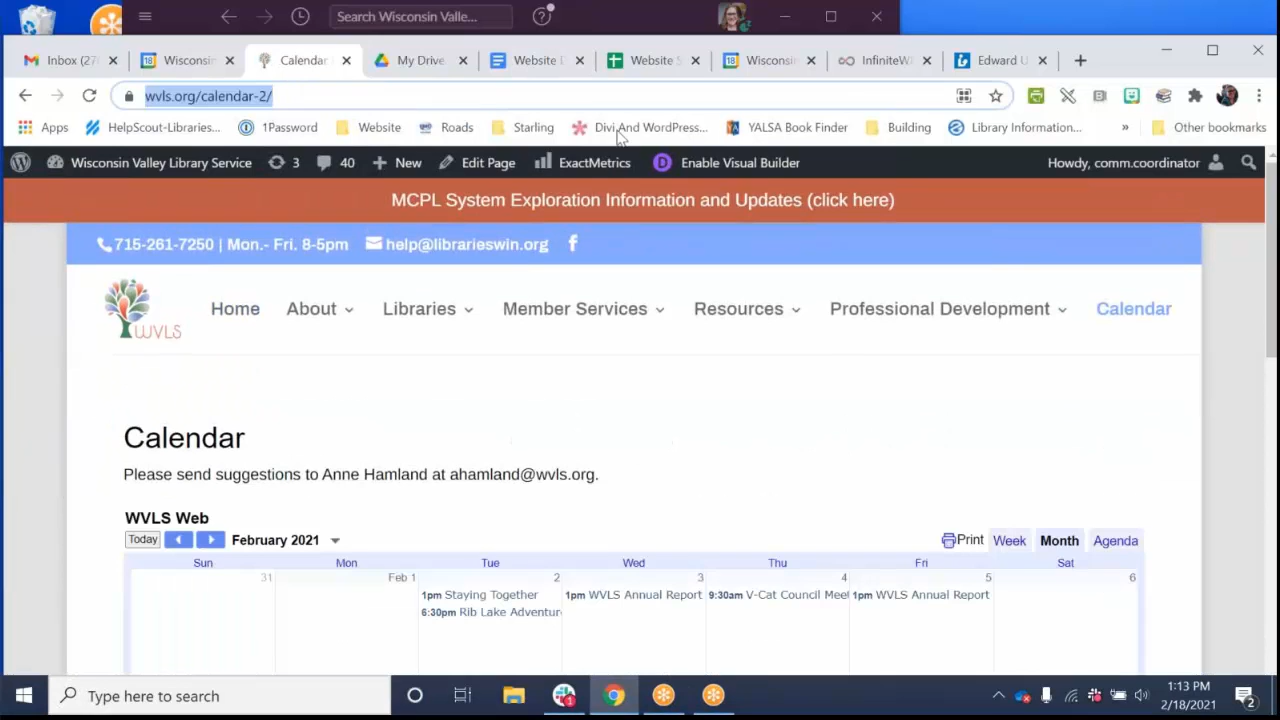 Search Wisconsin Valley...
Inbox (27
Wisconsin
Calendar
My Drive
Website D
Website S
Wisconsin
InfiniteW
Edward U
wvls.org/calendar-2/
Apps
HelpScout-Libraries...
1Password
Website
Roads
Starling
Divi And WordPress...
YALSA Book Finder
Building
Library Information...
»
Other bookmarks
Wisconsin Valley Library Service
3
40
New
Edit Page
ExactMetrics
Enable Visual Builder
Howdy, comm.coordinator
MCPL System Exploration Information and Updates (click here)
715-261-7250 | Mon.- Fri. 8-5pm
help@librarieswin.org
WVLS
Home
About
Libraries
Member Services
Resources
Professional Development
Calendar
Calendar
Please send suggestions to Anne Hamland at ahamland@wvls.org.
WVLS Web
Today
February 2021
Print
Week
Month
Agenda
Sun Mon Tue Wed Thu Fri Sat
31 Feb 1 2 3 4 5 6
1pm Staying Together
1pm WVLS Annual Report
9:30am V-Cat Council Meet
1pm WVLS Annual Report
6:30pm Rib Lake Adventur
Type here to search
1:13 PM
2/18/2021
2